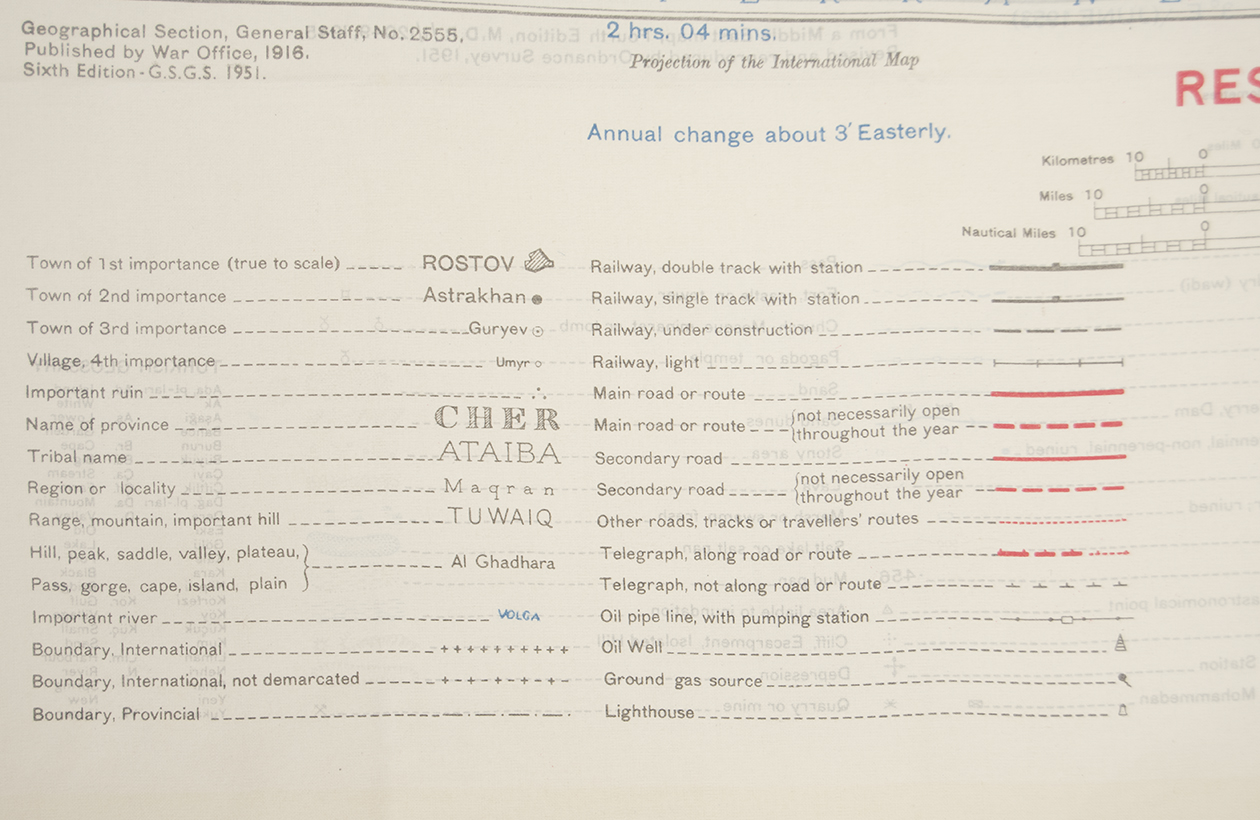 Geographical Section, General Staff, No. 2555.
Published by War Office, 1916.
Sixth Edition - G.S.G.S. 1951.
2 hrs. 04 mins.
Projection of the International Map
RES
Annual change about 3′ Easterly.
Kilometres 10 0
Miles 10 0
Nautical Miles 10 0
Town of 1st importance (true to scale) ROSTOV
Town of 2nd importance Astrakhan
Town of 3rd importance Guryev
Village, 4th importance Umyr
Important ruin
Name of province CHER
Tribal name ATAIBA
Region or locality Maqran
Range, mountain, important hill TUWAIQ
Hill, peak, saddle, valley, plateau,
Pass, gorge, cape, island, plain
Al Ghadhara
Important river VOLGA
Boundary, International
Boundary, International, not demarcated
Boundary, Provincial
Railway, double track with station
Railway, single track with station
Railway, under construction
Railway, light
Main road or route
Main road or route {not necessarily open
throughout the year
Secondary road
Secondary road {not necessarily open
throughout the year
Other roads, tracks or travellers' routes
Telegraph, along road or route
Telegraph, not along road or route
Oil pipe line, with pumping station
Oil Well
Ground gas source
Lighthouse